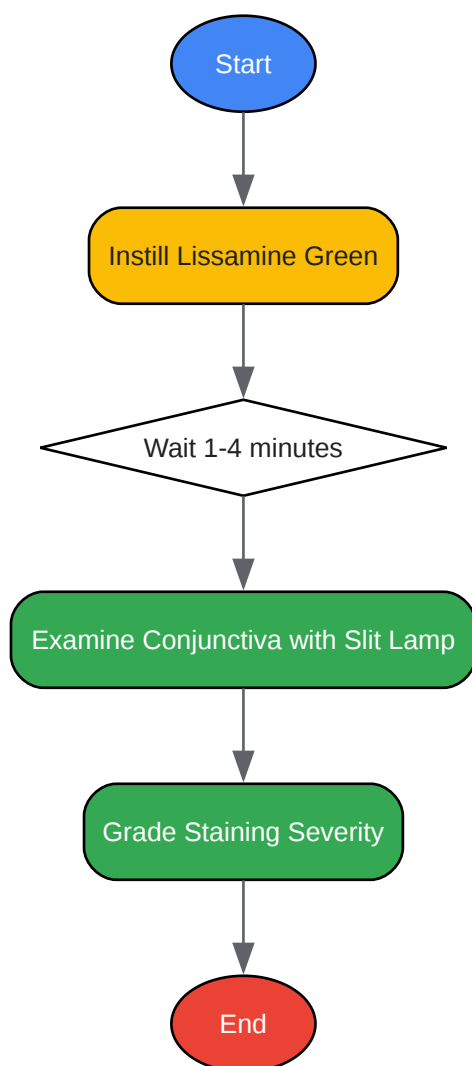 Start
Instill Lissamine Green
Wait 1-4 minutes
Examine Conjunctiva with Slit Lamp
Grade Staining Severity
End